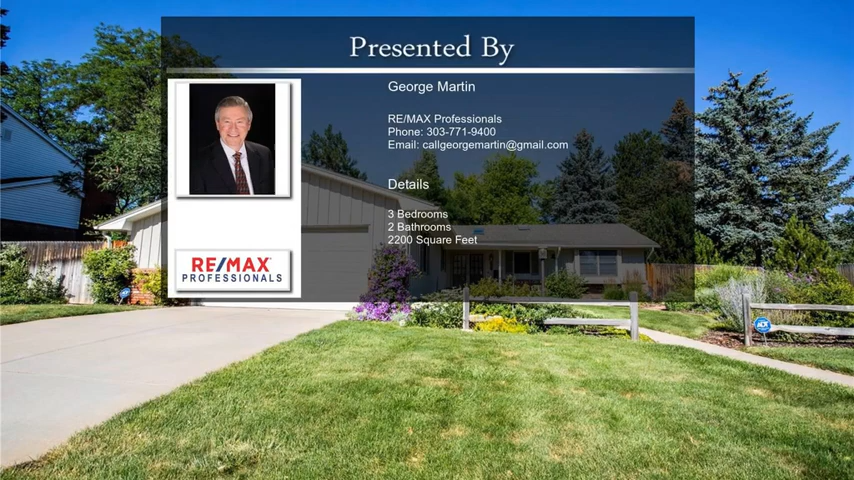 Presented By
George Martin
RE/MAX Professionals
Phone: 303-771-9400
Email: callgeorgemartin@gmail.com
Details
3 Bedrooms
2 Bathrooms
2200 Square Feet
RE/MAX
PROFESSIONALS
ADT